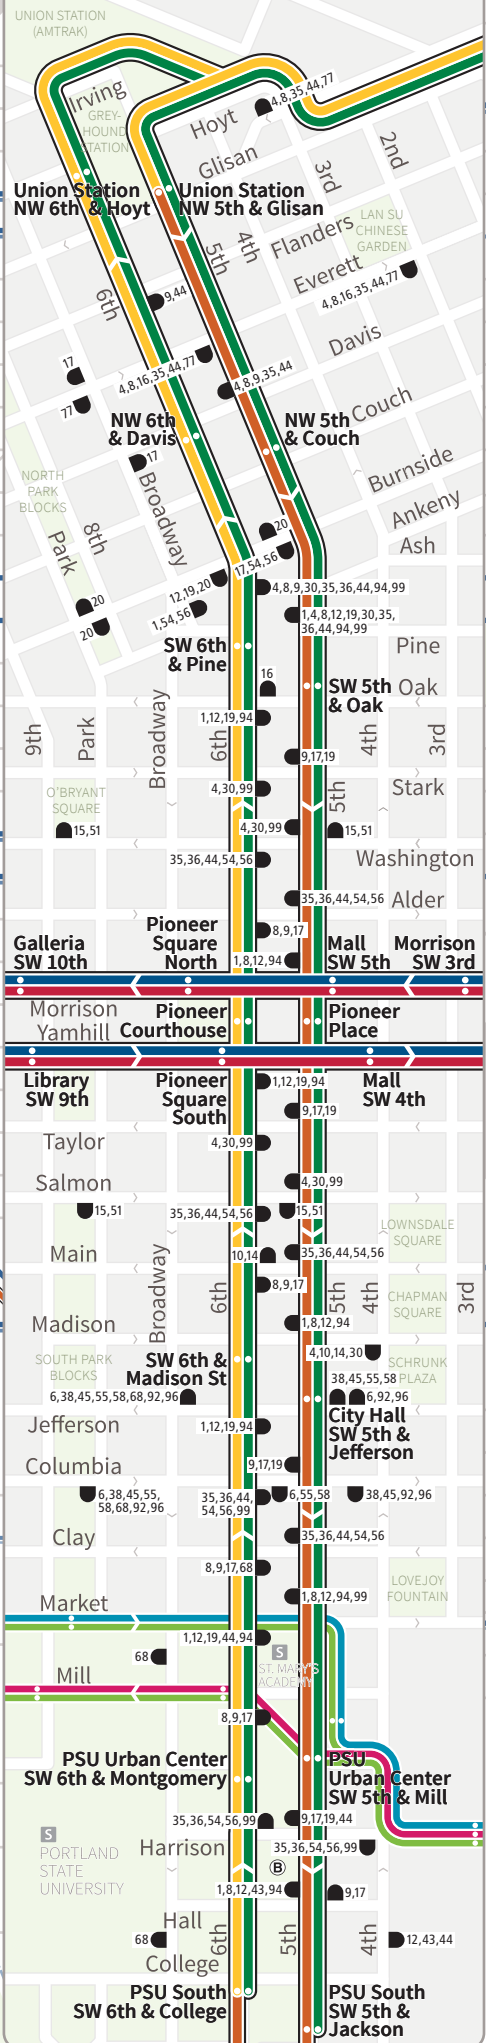 UNION STATION
(AMTRAK)
Irving
GREY-
HOUND
STATION
Hoyt
4,8,35,44,77
Glisan
3rd
2nd
Union Station
NW 6th & Hoyt
Union Station
NW 5th & Glisan
LAN SU
CHINESE
GARDEN
Flanders
5th
4th
Everett
4,8,16,35,44,77
6th
9,44
Davis
17
4,8,16,35,44,77
4,8,9,35,44
77
Couch
NW 6th
& Davis
NW 5th
& Couch
17
Burnside
NORTH
PARK
BLOCKS
Broadway
Ankeny
8th
Park
20
Ash
17,54,56
12,19,20
4,8,9,30,35,36,44,94,99
20
1,54,56
1,4,8,12,19,30,35,
36,44,94,99
20
SW 6th
& Pine
Pine
16
SW 5th
& Oak
Oak
1,12,19,94
9th
Park
Broadway
6th
4th
3rd
9,17,19
4,30,99
Stark
5th
O'BRYANT
SQUARE
15,51
4,30,99
15,51
35,36,44,54,56
Washington
35,36,44,54,56
Alder
8,9,17
Galleria
SW 10th
Pioneer
Square
North
1,8,12,94
Mall
SW 5th
Morrison
SW 3rd
Morrison
Yamhill
Pioneer
Courthouse
Pioneer
Place
Library
SW 9th
Pioneer
Square
South
1,12,19,94
Mall
SW 4th
9,17,19
Taylor
4,30,99
Salmon
4,30,99
15,51
35,36,44,54,56
15,51
LOWNSDALE
SQUARE
Main
10,14
35,36,44,54,56
Broadway
6th
8,9,17
5th
4th
3rd
CHAPMAN
SQUARE
Madison
1,8,12,94
4,10,14,30
SOUTH PARK
BLOCKS
SW 6th &
Madison St
SCHRUNK
PLAZA
38,45,55,58
6,38,45,55,58,68,92,96
6,92,96
Jefferson
1,12,19,94
City Hall
SW 5th &
Jefferson
Columbia
9,17,19
6,38,45,55,
58,68,92,96
35,36,44,
54,56,99
6,55,58
38,45,92,96
Clay
35,36,44,54,56
8,9,17,68
LOVEJOY
FOUNTAIN
Market
1,8,12,94,99
1,12,19,44,94
68
S
ST. MARY'S
ACADEMY
Mill
8,9,17
PSU Urban Center
SW 6th & Montgomery
PSU
Urban Center
SW 5th & Mill
35,36,54,56,99
9,17,19,44
S
PORTLAND
STATE
UNIVERSITY
Harrison
35,36,54,56,99
B
1,8,12,43,94
9,17
Hall
68
6th
5th
4th
12,43,44
College
PSU South
SW 6th & College
PSU South
SW 5th &
Jackson